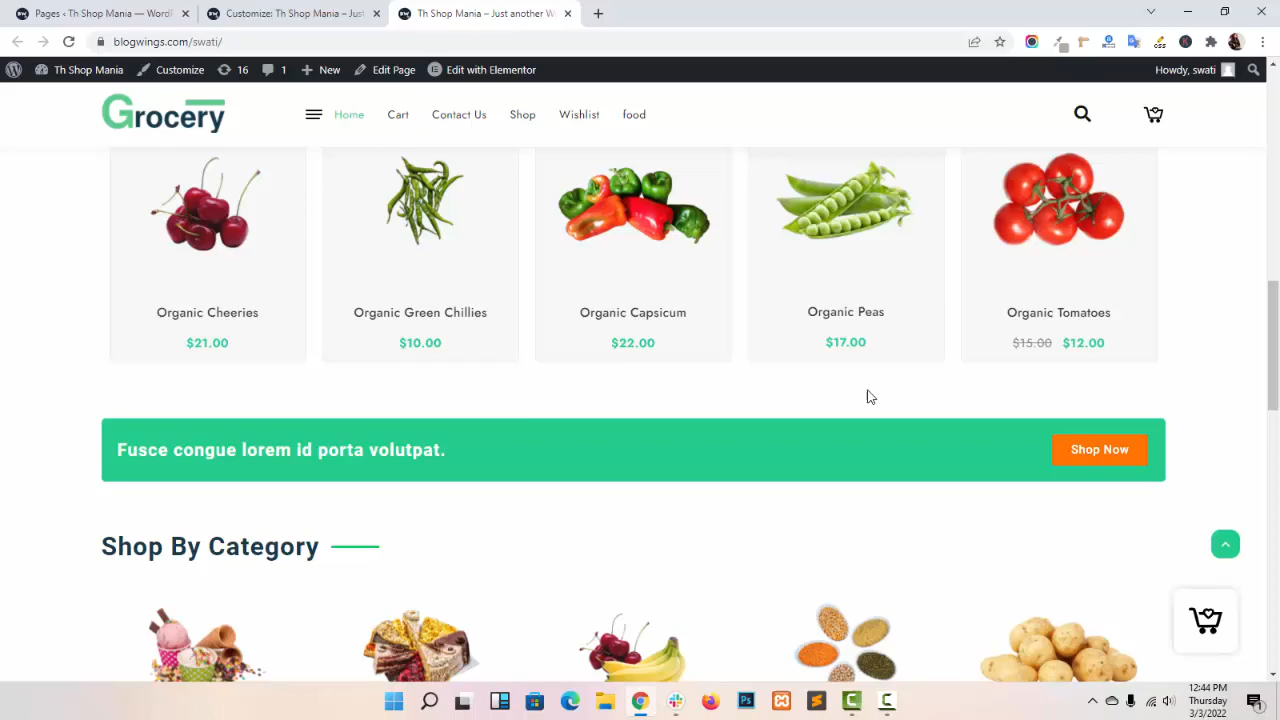 Pages ‹ Th Shop Mania — WordF
Customize: Th Shop Mania – Just
Th Shop Mania – Just another W
blogwings.com/swati/
Th Shop Mania
Customize
16
1
New
Edit Page
Edit with Elementor
Howdy, swati
Grocery
Home
Cart
Contact Us
Shop
Wishlist
food
Organic Cheeries
Organic Green Chillies
Organic Capsicum
Organic Peas
Organic Tomatoes
$21.00
$10.00
$22.00
$17.00
$15.00 $12.00
Fusce congue lorem id porta volutpat.
Shop Now
Shop By Category
12:44 PM
Thursday
3/3/2022